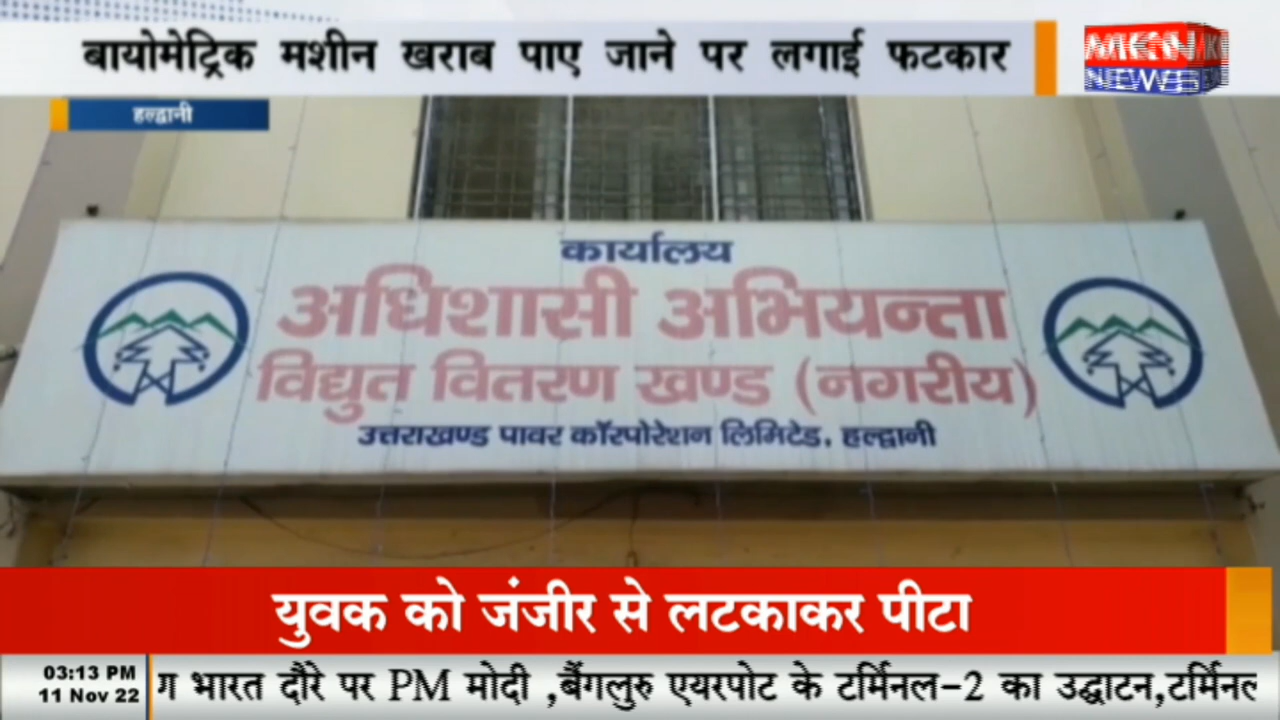 बायोमेट्रिक मशीन खराब पाए जाने पर लगाई फटकार
NEWS
हल्द्वानी
कार्यालय
अधिशासी अभियन्ता
विद्युत वितरण खण्ड (नगरीय)
उत्तराखण्ड पावर कॉरपोरेशन लिमिटेड, हल्द्वानी
युवक को जंजीर से लटकाकर पीटा
03:13 PM
11 Nov 22
ग भारत दौरे पर PM मोदी ,बैंगलुरु एयरपोट के टर्मिनल-2 का उद्घाटन,टर्मिनल